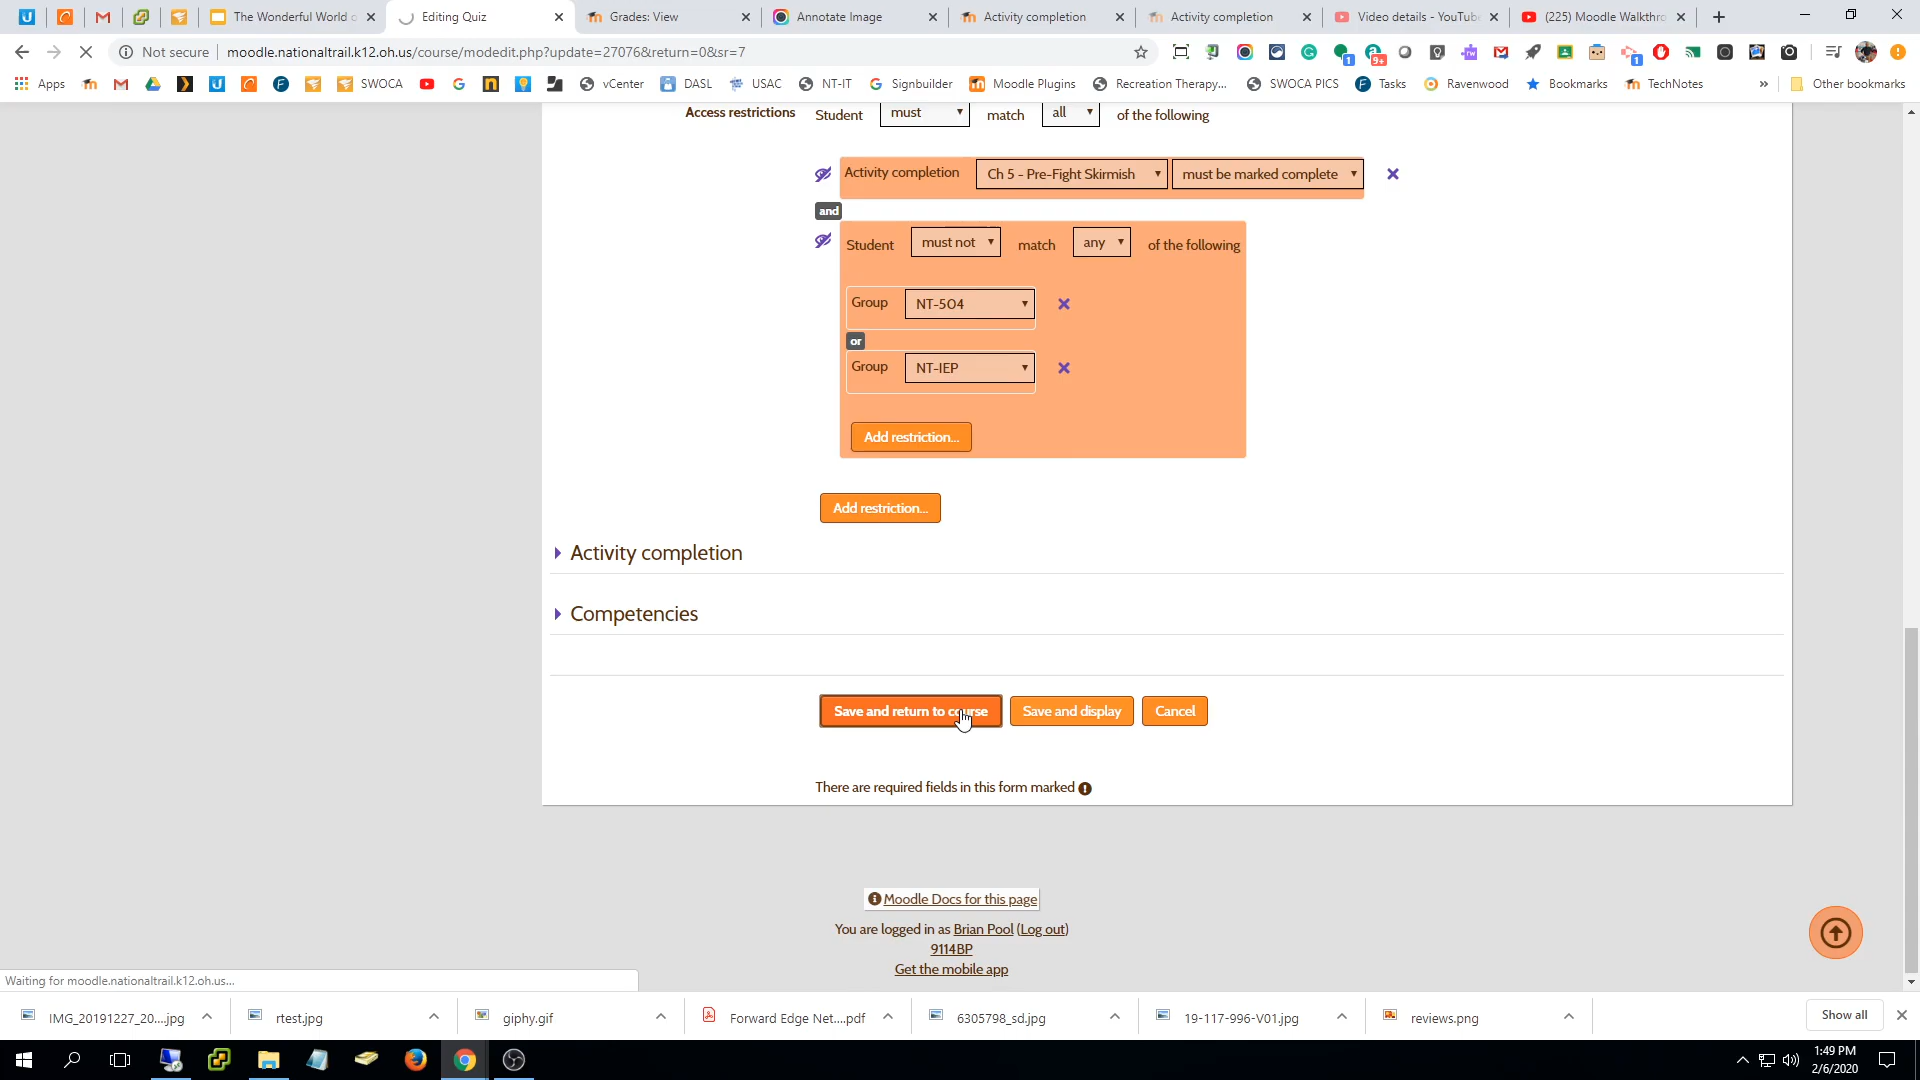 The Wonderful World o
Editing Quiz
Grades: View
Annotate Image
Activity completion
Activity completion
Video details - YouTub
(225) Moodle Walkthro
Not secure
moodle.nationaltrail.k12.oh.us/course/modedit.php?update=27076&return=0&sr=7
Apps
SWOCA
vCenter
DASL
USAC
NT-IT
Signbuilder
Moodle Plugins
Recreation Therapy...
SWOCA PICS
Tasks
Ravenwood
Bookmarks
TechNotes
Other bookmarks
Access restrictions Student must match all of the following
Activity completion Ch 5 - Pre-Fight Skirmish must be marked complete
and
Student must not match any of the following
Group NT-504
or
Group NT-IEP
Add restriction...
Add restriction...
Activity completion
Competencies
Save and return to course Save and display Cancel
There are required fields in this form marked
Moodle Docs for this page
You are logged in as Brian Pool (Log out)
9114BP
Get the mobile app
Waiting for moodle.nationaltrail.k12.oh.us...
IMG_20191227_20....jpg
rtest.jpg
giphy.gif
Forward Edge Net....pdf
6305798_sd.jpg
19-117-996-V01.jpg
reviews.png
Show all
1:49 PM
2/6/2020